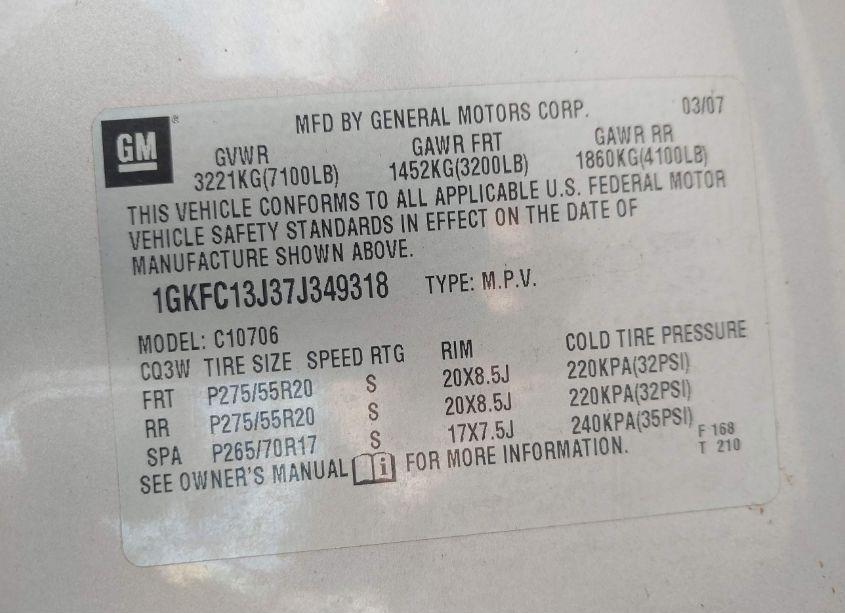 GM ®
MFD BY GENERAL MOTORS CORP. 03/07
GVWR GAWR FRT GAWR RR
3221KG(7100LB) 1452KG(3200LB) 1860KG(4100LB)
THIS VEHICLE CONFORMS TO ALL APPLICABLE U.S. FEDERAL MOTOR
VEHICLE SAFETY STANDARDS IN EFFECT ON THE DATE OF
MANUFACTURE SHOWN ABOVE.
1GKFC13J37J349318 TYPE: M.P.V.
MODEL: C10706
CQ3W TIRE SIZE SPEED RTG RIM COLD TIRE PRESSURE
FRT P275/55R20 S 20X8.5J 220KPA(32PSI)
RR P275/55R20 S 20X8.5J 220KPA(32PSI)
SPA P265/70R17 S 17X7.5J 240KPA(35PSI)
F 168
T 210
SEE OWNER'S MANUAL i FOR MORE INFORMATION.